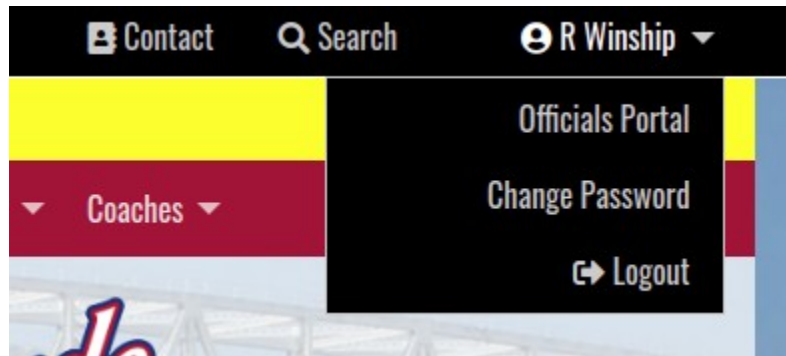 Contact Search R Winship
Officials Portal
Coaches
Change Password
Logout